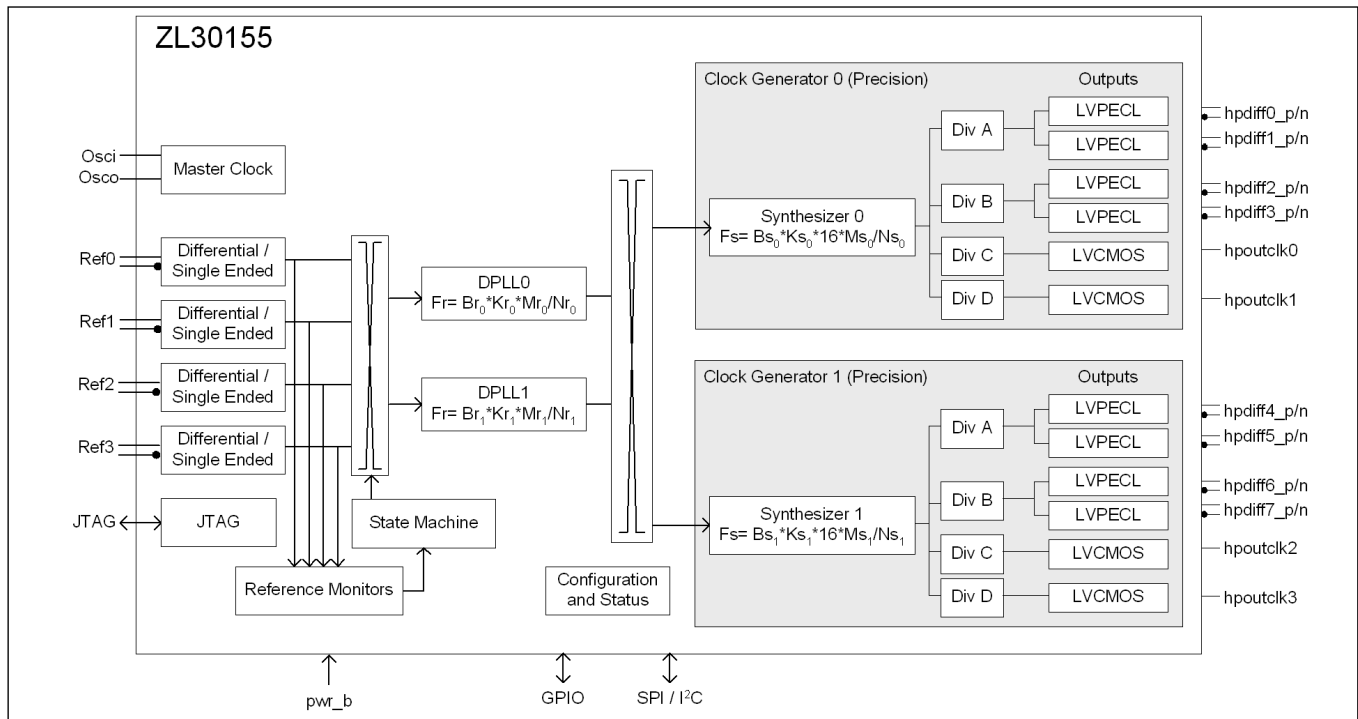 ZL30155
Osci
Osco
Master Clock
Ref0
Differential /
Single Ended
Ref1
Differential /
Single Ended
Ref2
Differential /
Single Ended
Ref3
Differential /
Single Ended
JTAG
JTAG
State Machine
Reference Monitors
DPLL0
Fr= Br₀*Kr₀*Mr₀/Nr₀
DPLL1
Fr= Br₁*Kr₁*Mr₁/Nr₁
Configuration
and Status
Clock Generator 0 (Precision)
Outputs
Synthesizer 0
Fs= Bs₀*Ks₀*16*Ms₀/Ns₀
Div A
Div B
Div C
Div D
LVPECL
LVPECL
LVPECL
LVPECL
LVCMOS
LVCMOS
hpdiff0_p/n
hpdiff1_p/n
hpdiff2_p/n
hpdiff3_p/n
hpoutclk0
hpoutclk1
Clock Generator 1 (Precision)
Outputs
Synthesizer 1
Fs= Bs₁*Ks₁*16*Ms₁/Ns₁
Div A
Div B
Div C
Div D
LVPECL
LVPECL
LVPECL
LVPECL
LVCMOS
LVCMOS
hpdiff4_p/n
hpdiff5_p/n
hpdiff6_p/n
hpdiff7_p/n
hpoutclk2
hpoutclk3
pwr_b
GPIO
SPI / I²C